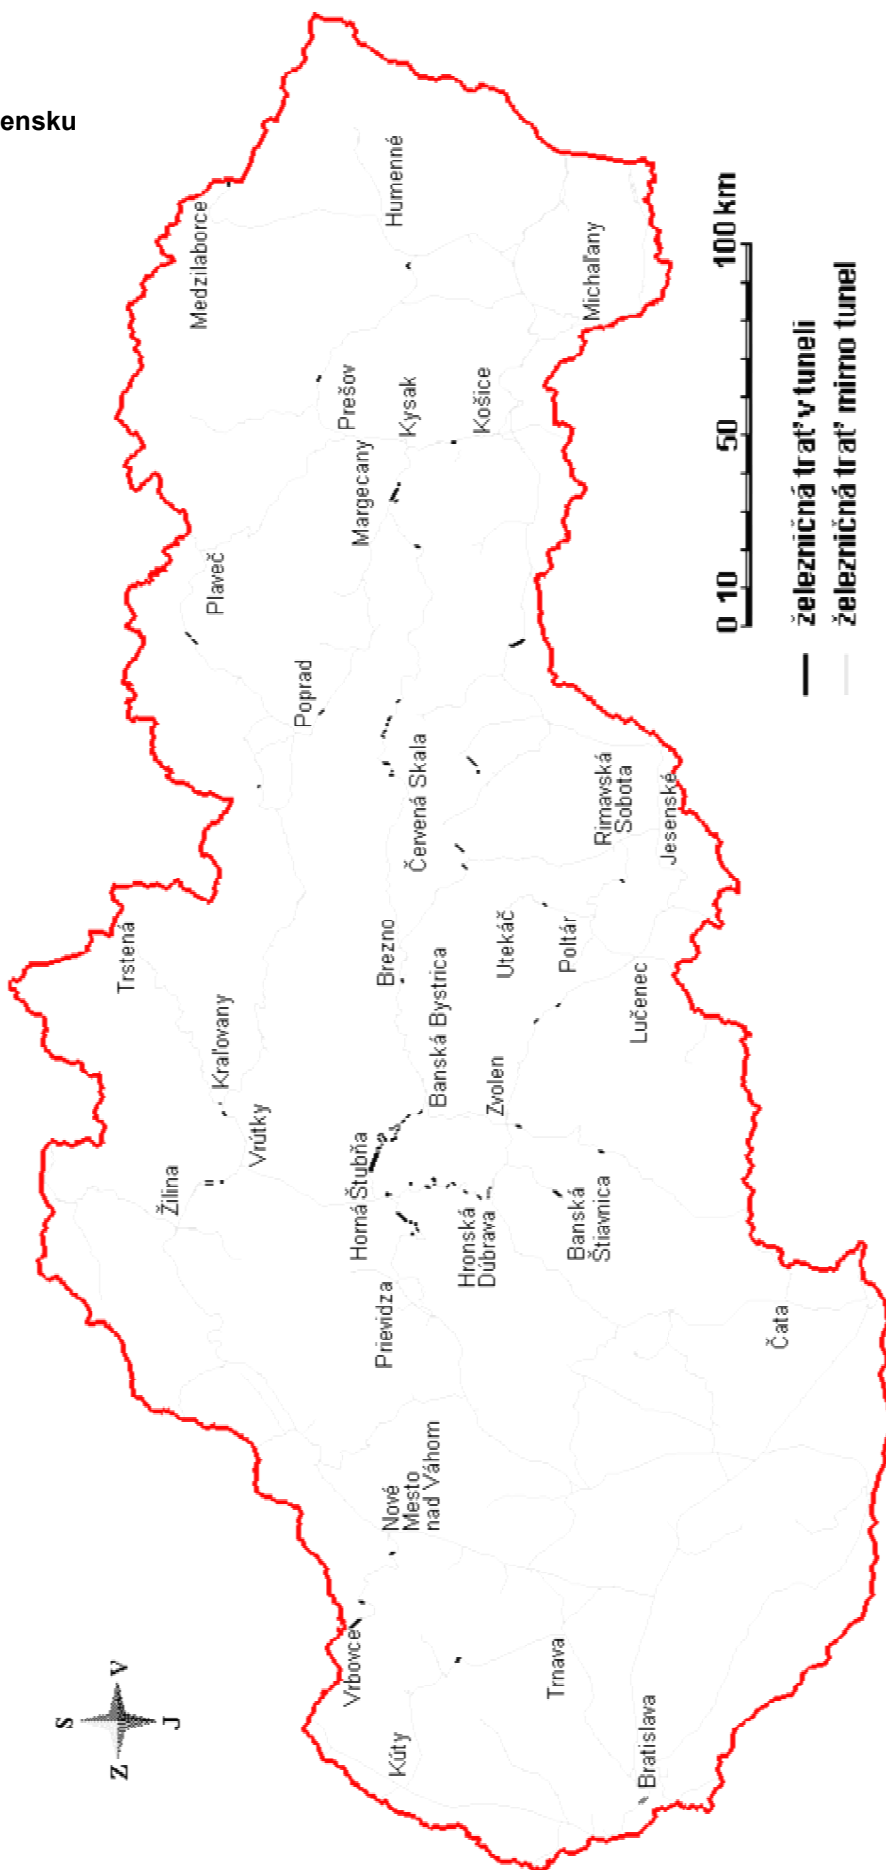 ensku
S
Z
V
J
Medzilaborce
Humenné
Michaľany
Prešov
Kysak
Košice
Margecany
Plaveč
Poprad
Červená Skala
Rimavská
Sobota
Jesenské
Trstená
Brezno
Utekáč
Poltár
Lučenec
Kraľovany
Vrútky
Banská Bystrica
Zvolen
Žilina
Horná Štubňa
Hronská
Dúbrava
Banská
Štiavnica
Prievidza
Čata
Nové
Mesto
nad Váhom
Vrbovce
Trnava
Kúty
Bratislava
0 10 50 100 km
železničná trať v tuneli
železničná trať mimo tunel